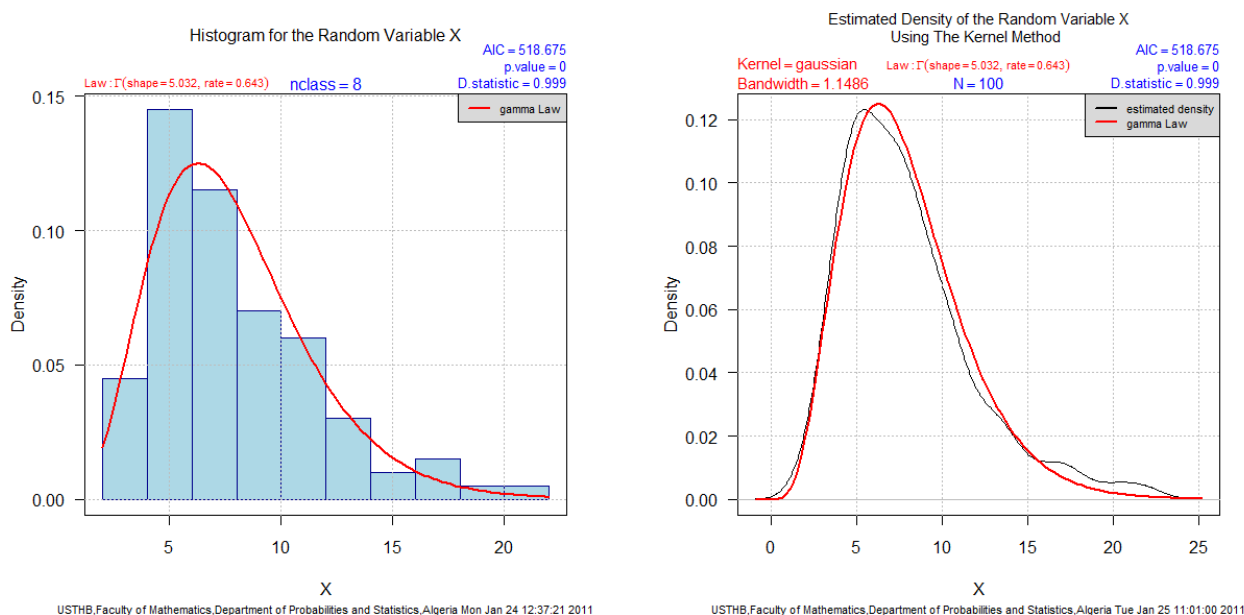 Histogram for the Random Variable X
AIC = 518.675
p.value = 0
Law : Γ(shape = 5.032, rate = 0.643) nclass = 8 D.statistic = 0.999
gamma Law
0.15
0.10
0.05
0.00
Density
5 10 15 20
X
USTHB,Faculty of Mathematics,Department of Probabilities and Statistics,Algeria Mon Jan 24 12:37:21 2011
Estimated Density of the Random Variable X
Using The Kernel Method
AIC = 518.675
Kernel = gaussian Law : Γ(shape = 5.032, rate = 0.643) p.value = 0
Bandwidth = 1.1486 N = 100 D.statistic = 0.999
estimated density
gamma Law
0.12
0.10
0.08
0.06
0.04
0.02
0.00
Density
0 5 10 15 20 25
X
USTHB,Faculty of Mathematics,Department of Probabilities and Statistics,Algeria Tue Jan 25 11:01:00 2011